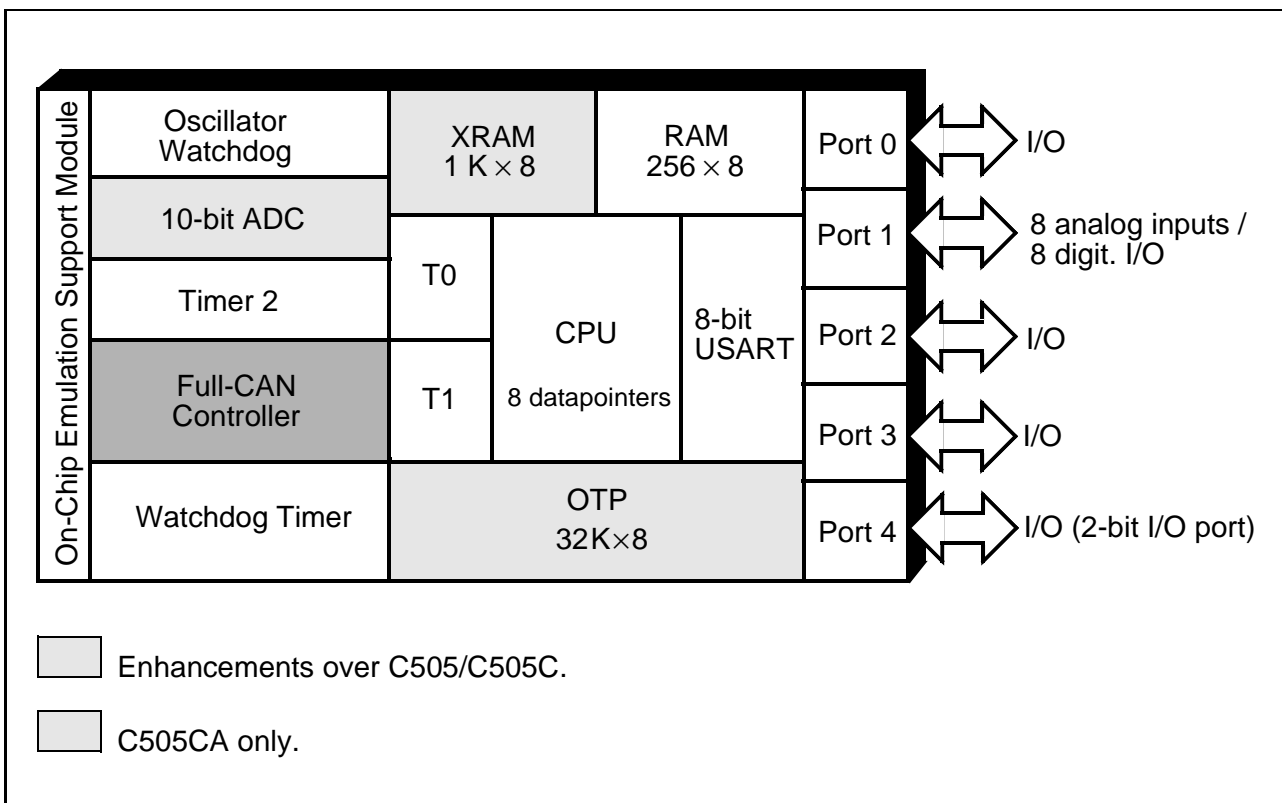 On-Chip Emulation Support Module
Oscillator
Watchdog
10-bit ADC
Timer 2
Full-CAN
Controller
Watchdog Timer
XRAM
1 K × 8
RAM
256 × 8
T0
T1
CPU
8 datapointers
8-bit
USART
OTP
32K×8
Port 0
I/O
Port 1
8 analog inputs /
8 digit. I/O
Port 2
I/O
Port 3
I/O
Port 4
I/O (2-bit I/O port)
Enhancements over C505/C505C.
C505CA only.